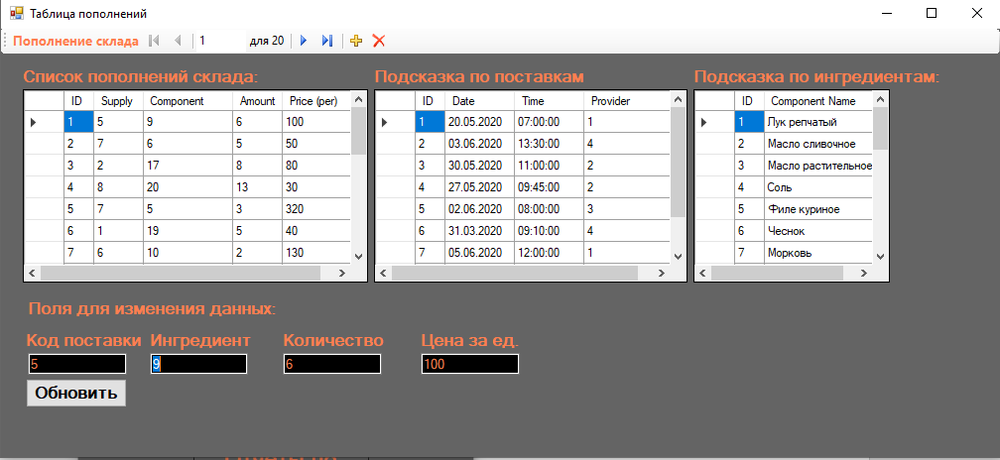 Таблица пополнений
Пополнение склада 1 для 20
Список пополнений склада: Подсказка по поставкам Подсказка по ингредиентам:
ID Supply Component Amount Price (per) ID Date Time Provider ID Component Name
1 5 9 6 100 1 20.05.2020 07:00:00 1 1 Лук репчатый
2 7 6 5 50 2 03.06.2020 13:30:00 4 2 Масло сливочное
3 2 17 8 80 3 30.05.2020 11:00:00 2 3 Масло растительное
4 8 20 13 30 4 27.05.2020 09:45:00 2 4 Соль
5 7 5 3 320 5 02.06.2020 08:00:00 3 5 Филе куриное
6 1 19 5 40 6 31.03.2020 09:10:00 4 6 Чеснок
7 6 10 2 130 7 05.06.2020 12:00:00 1 7 Морковь
Поля для изменения данных:
Код поставки Ингредиент Количество Цена за ед.
5 9 6 100
Обновить